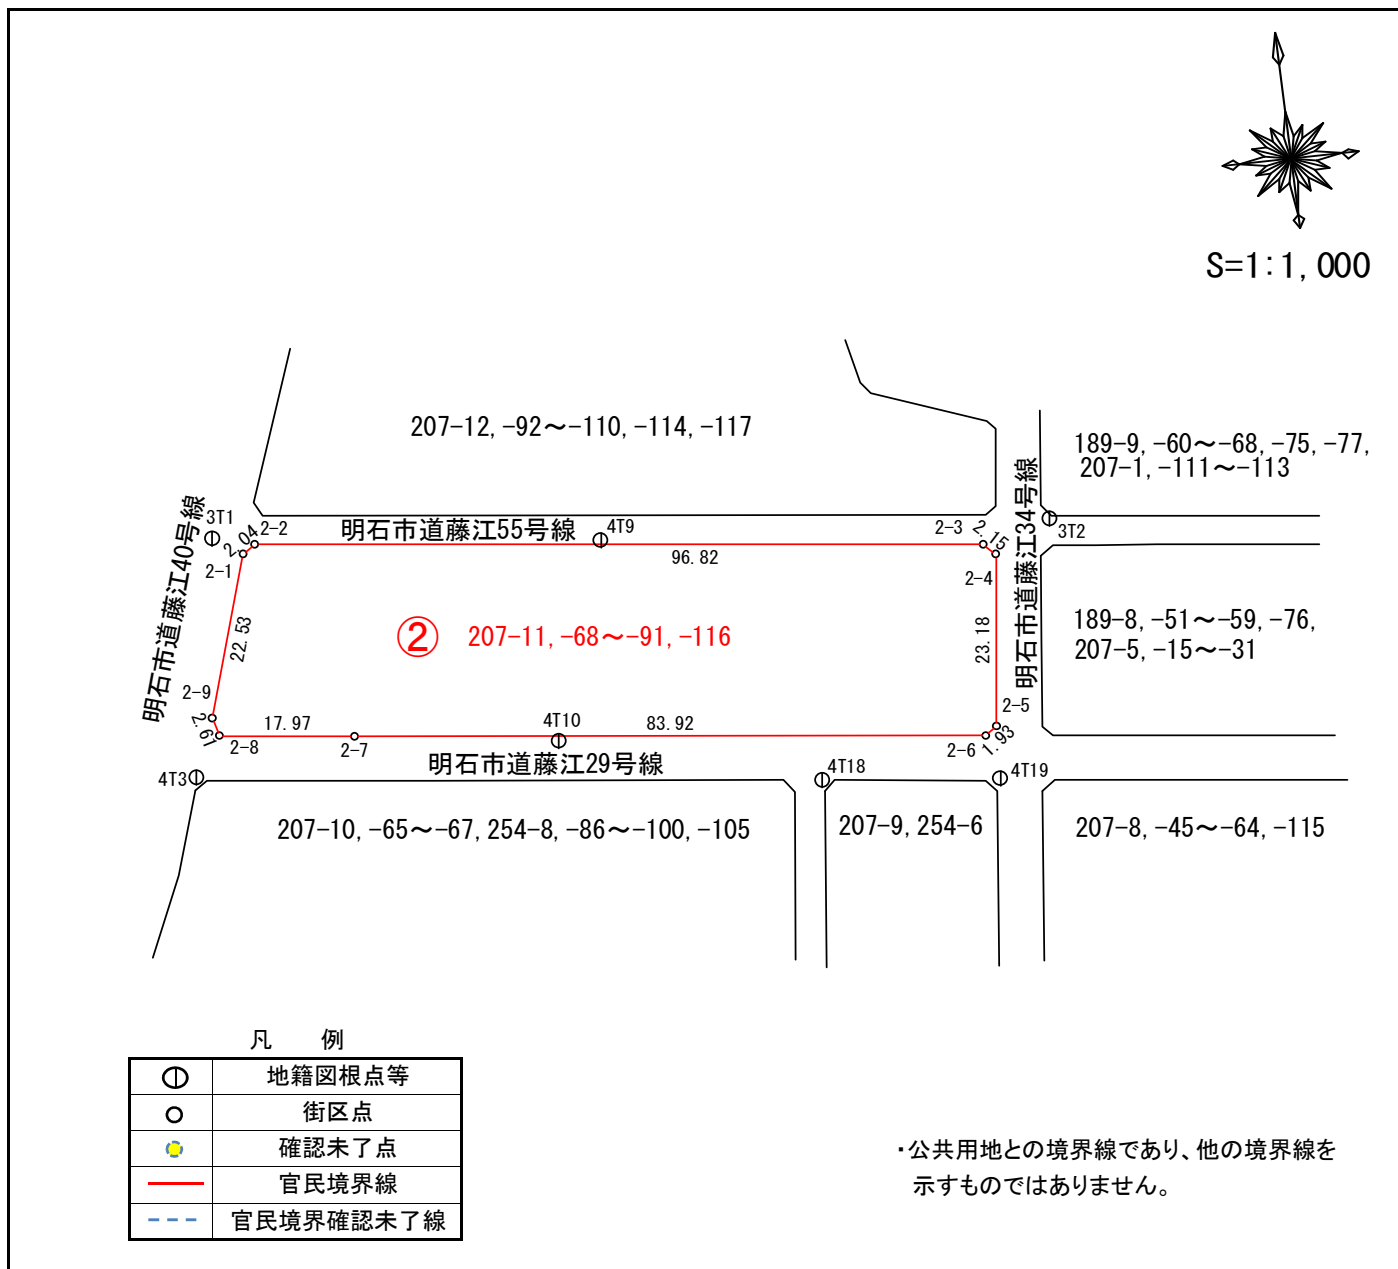 S=1:1,000
207-12,-92～-110,-114,-117
189-9,-60～-68,-75,-77,
207-1,-111～-113
明石市道藤江40号線
3T1
2-2
2.04
明石市道藤江55号線
4T9
2-3
2.15
明石市道藤江34号線
3T2
2-1
96.82
2-4
22.53
② 207-11,-68～-91,-116
23.18
189-8,-51～-59,-76,
207-5,-15～-31
2-9
2.67
17.97
4T10
83.92
2-5
2-8
2-7
2-6
1.93
明石市道藤江29号線
4T3
4T18
4T19
207-10,-65～-67,254-8,-86～-100,-105
207-9,254-6
207-8,-45～-64,-115
凡 例
地籍図根点等
街区点
確認未了点
官民境界線
官民境界確認未了線
・公共用地との境界線であり、他の境界線を
示すものではありません。